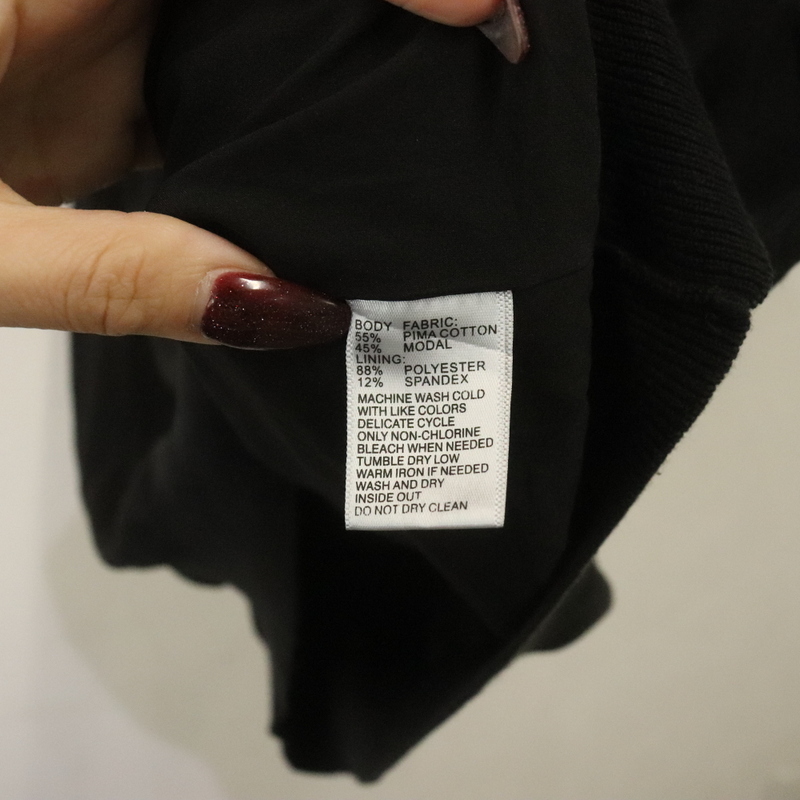 BODY FABRIC:
55% PIMA COTTON
45% MODAL
LINING:
88% POLYESTER
12% SPANDEX
MACHINE WASH COLD
WITH LIKE COLORS
DELICATE CYCLE
ONLY NON-CHLORINE
BLEACH WHEN NEEDED
TUMBLE DRY LOW
WARM IRON IF NEEDED
WASH AND DRY
INSIDE OUT
DO NOT DRY CLEAN